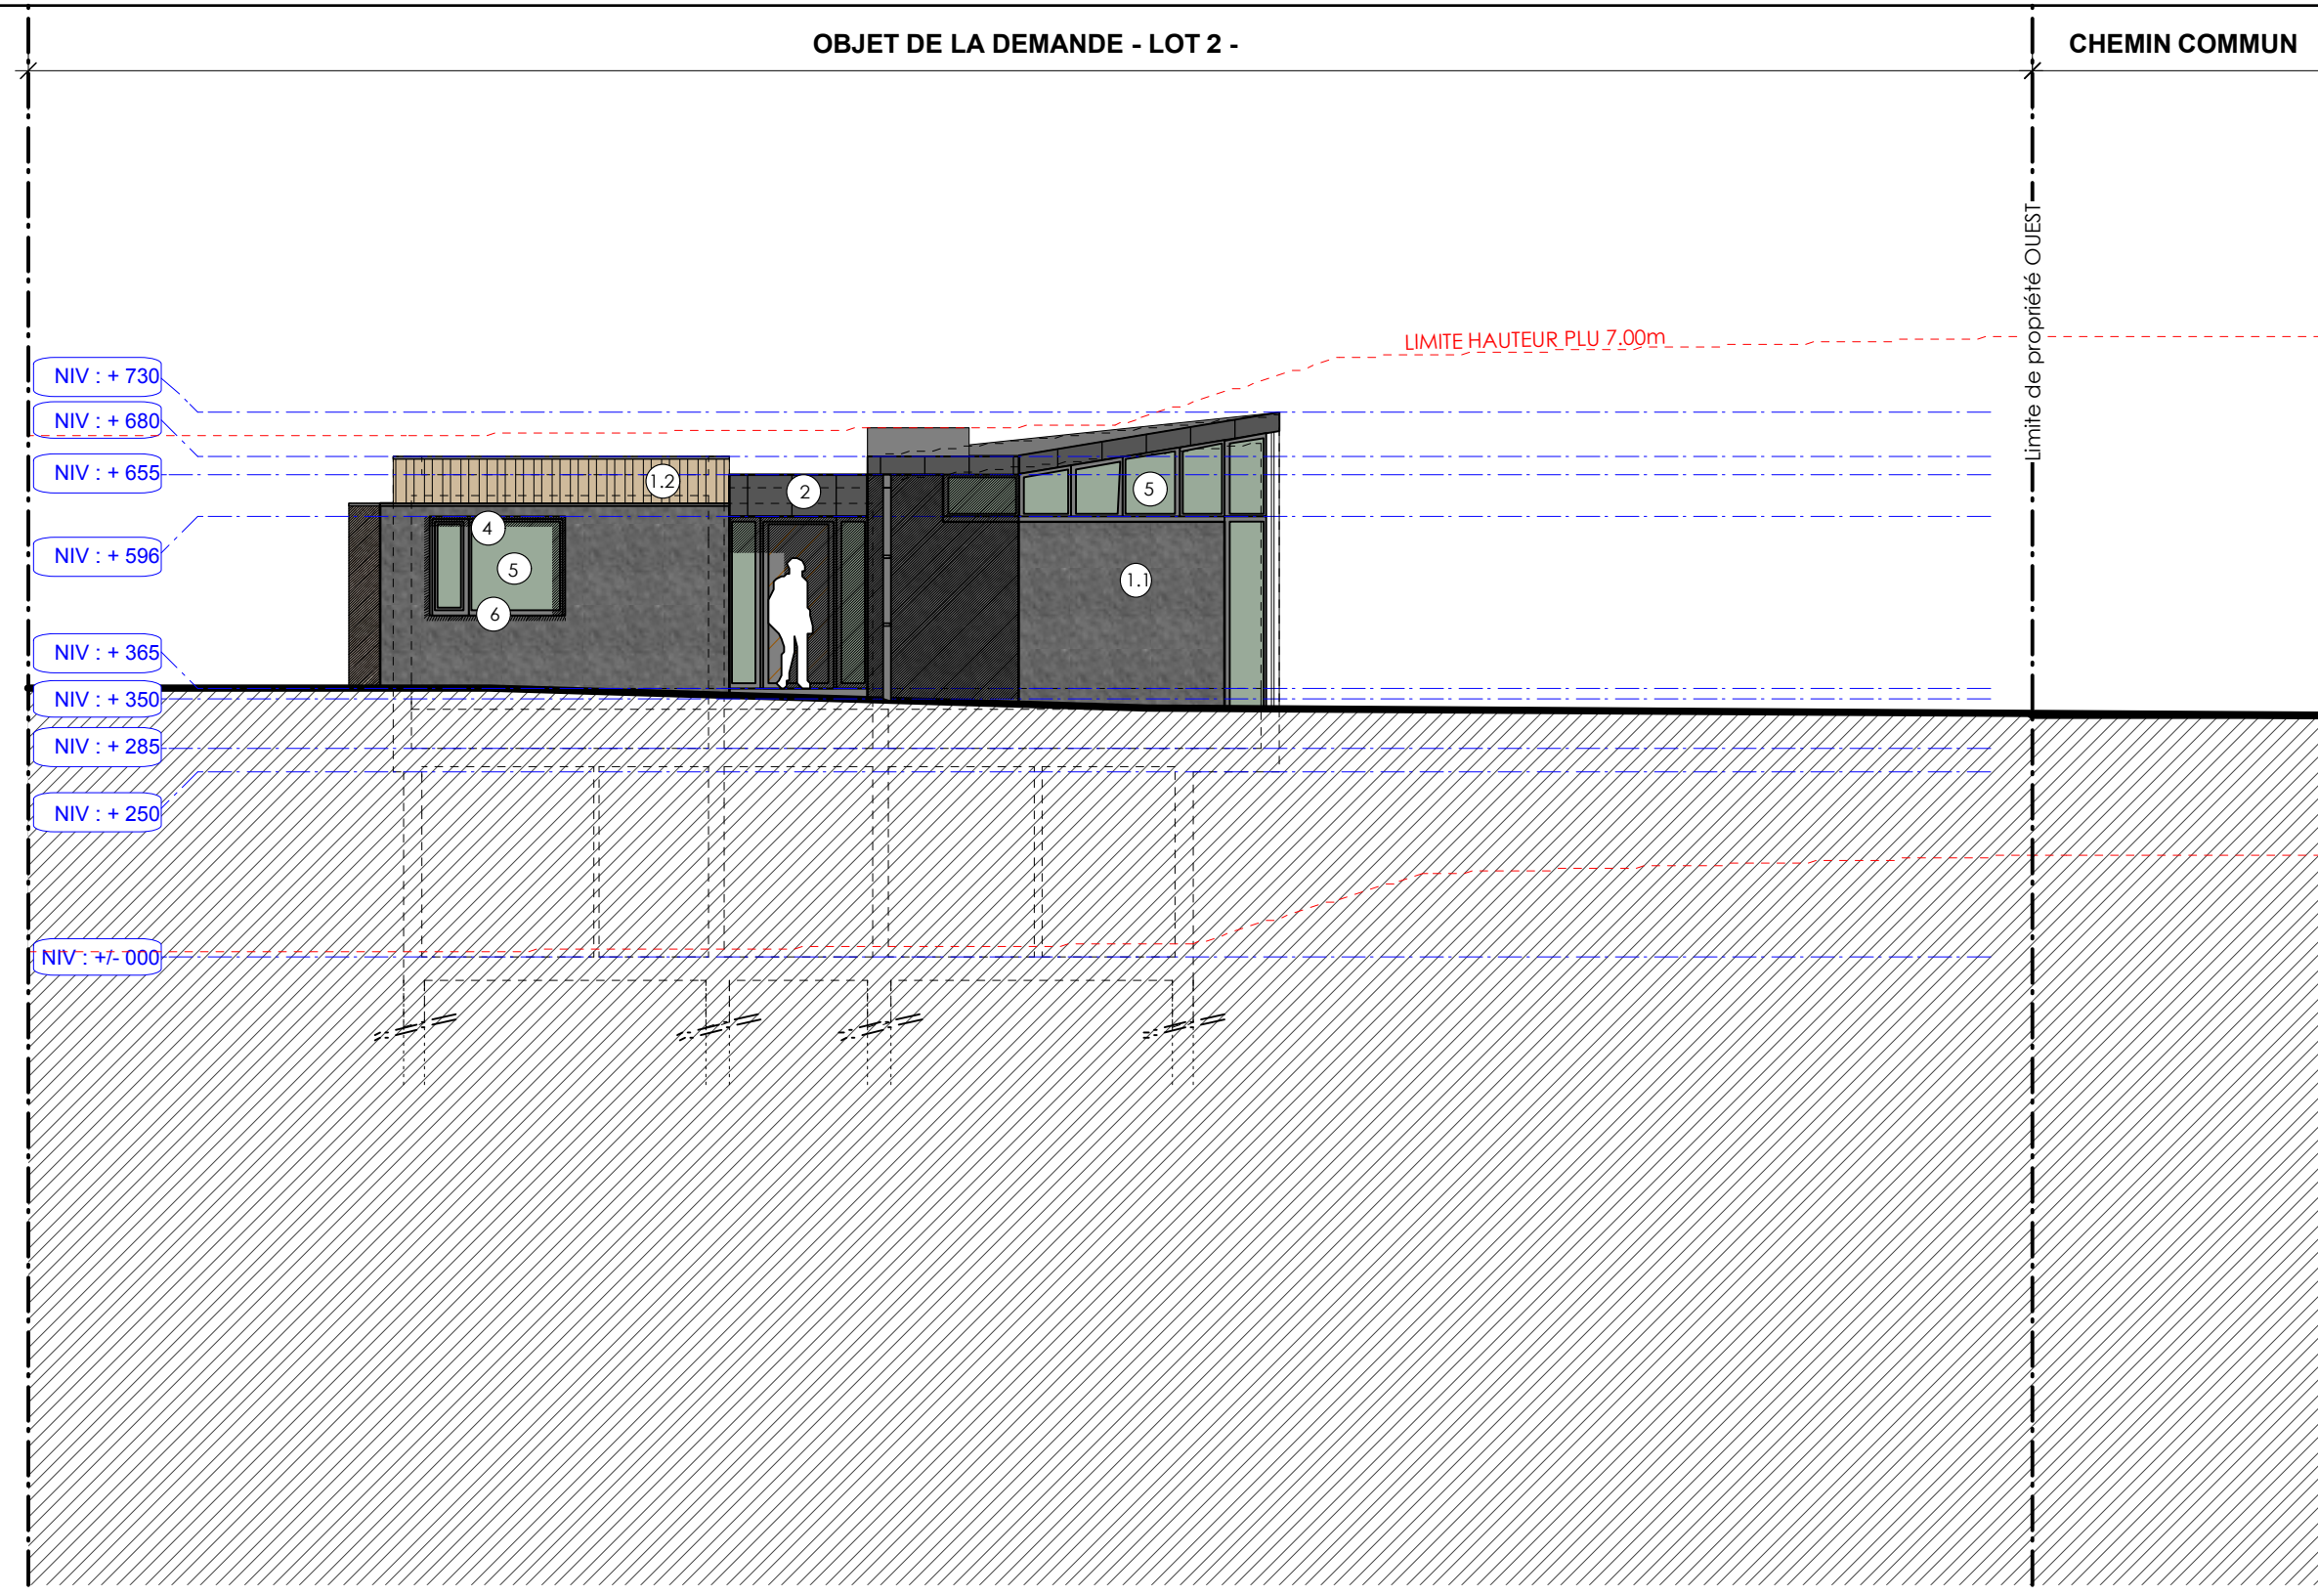 OBJET DE LA DEMANDE - LOT 2 -
CHEMIN COMMUN
Limite de propriété OUEST
LIMITE HAUTEUR PLU 7.00m
NIV : + 730
NIV : + 680
NIV : + 655
NIV : + 596
NIV : + 365
NIV : + 350
NIV : + 285
NIV : + 250
NIV : +/- 000
1.2
2
5
4
5
6
1.1